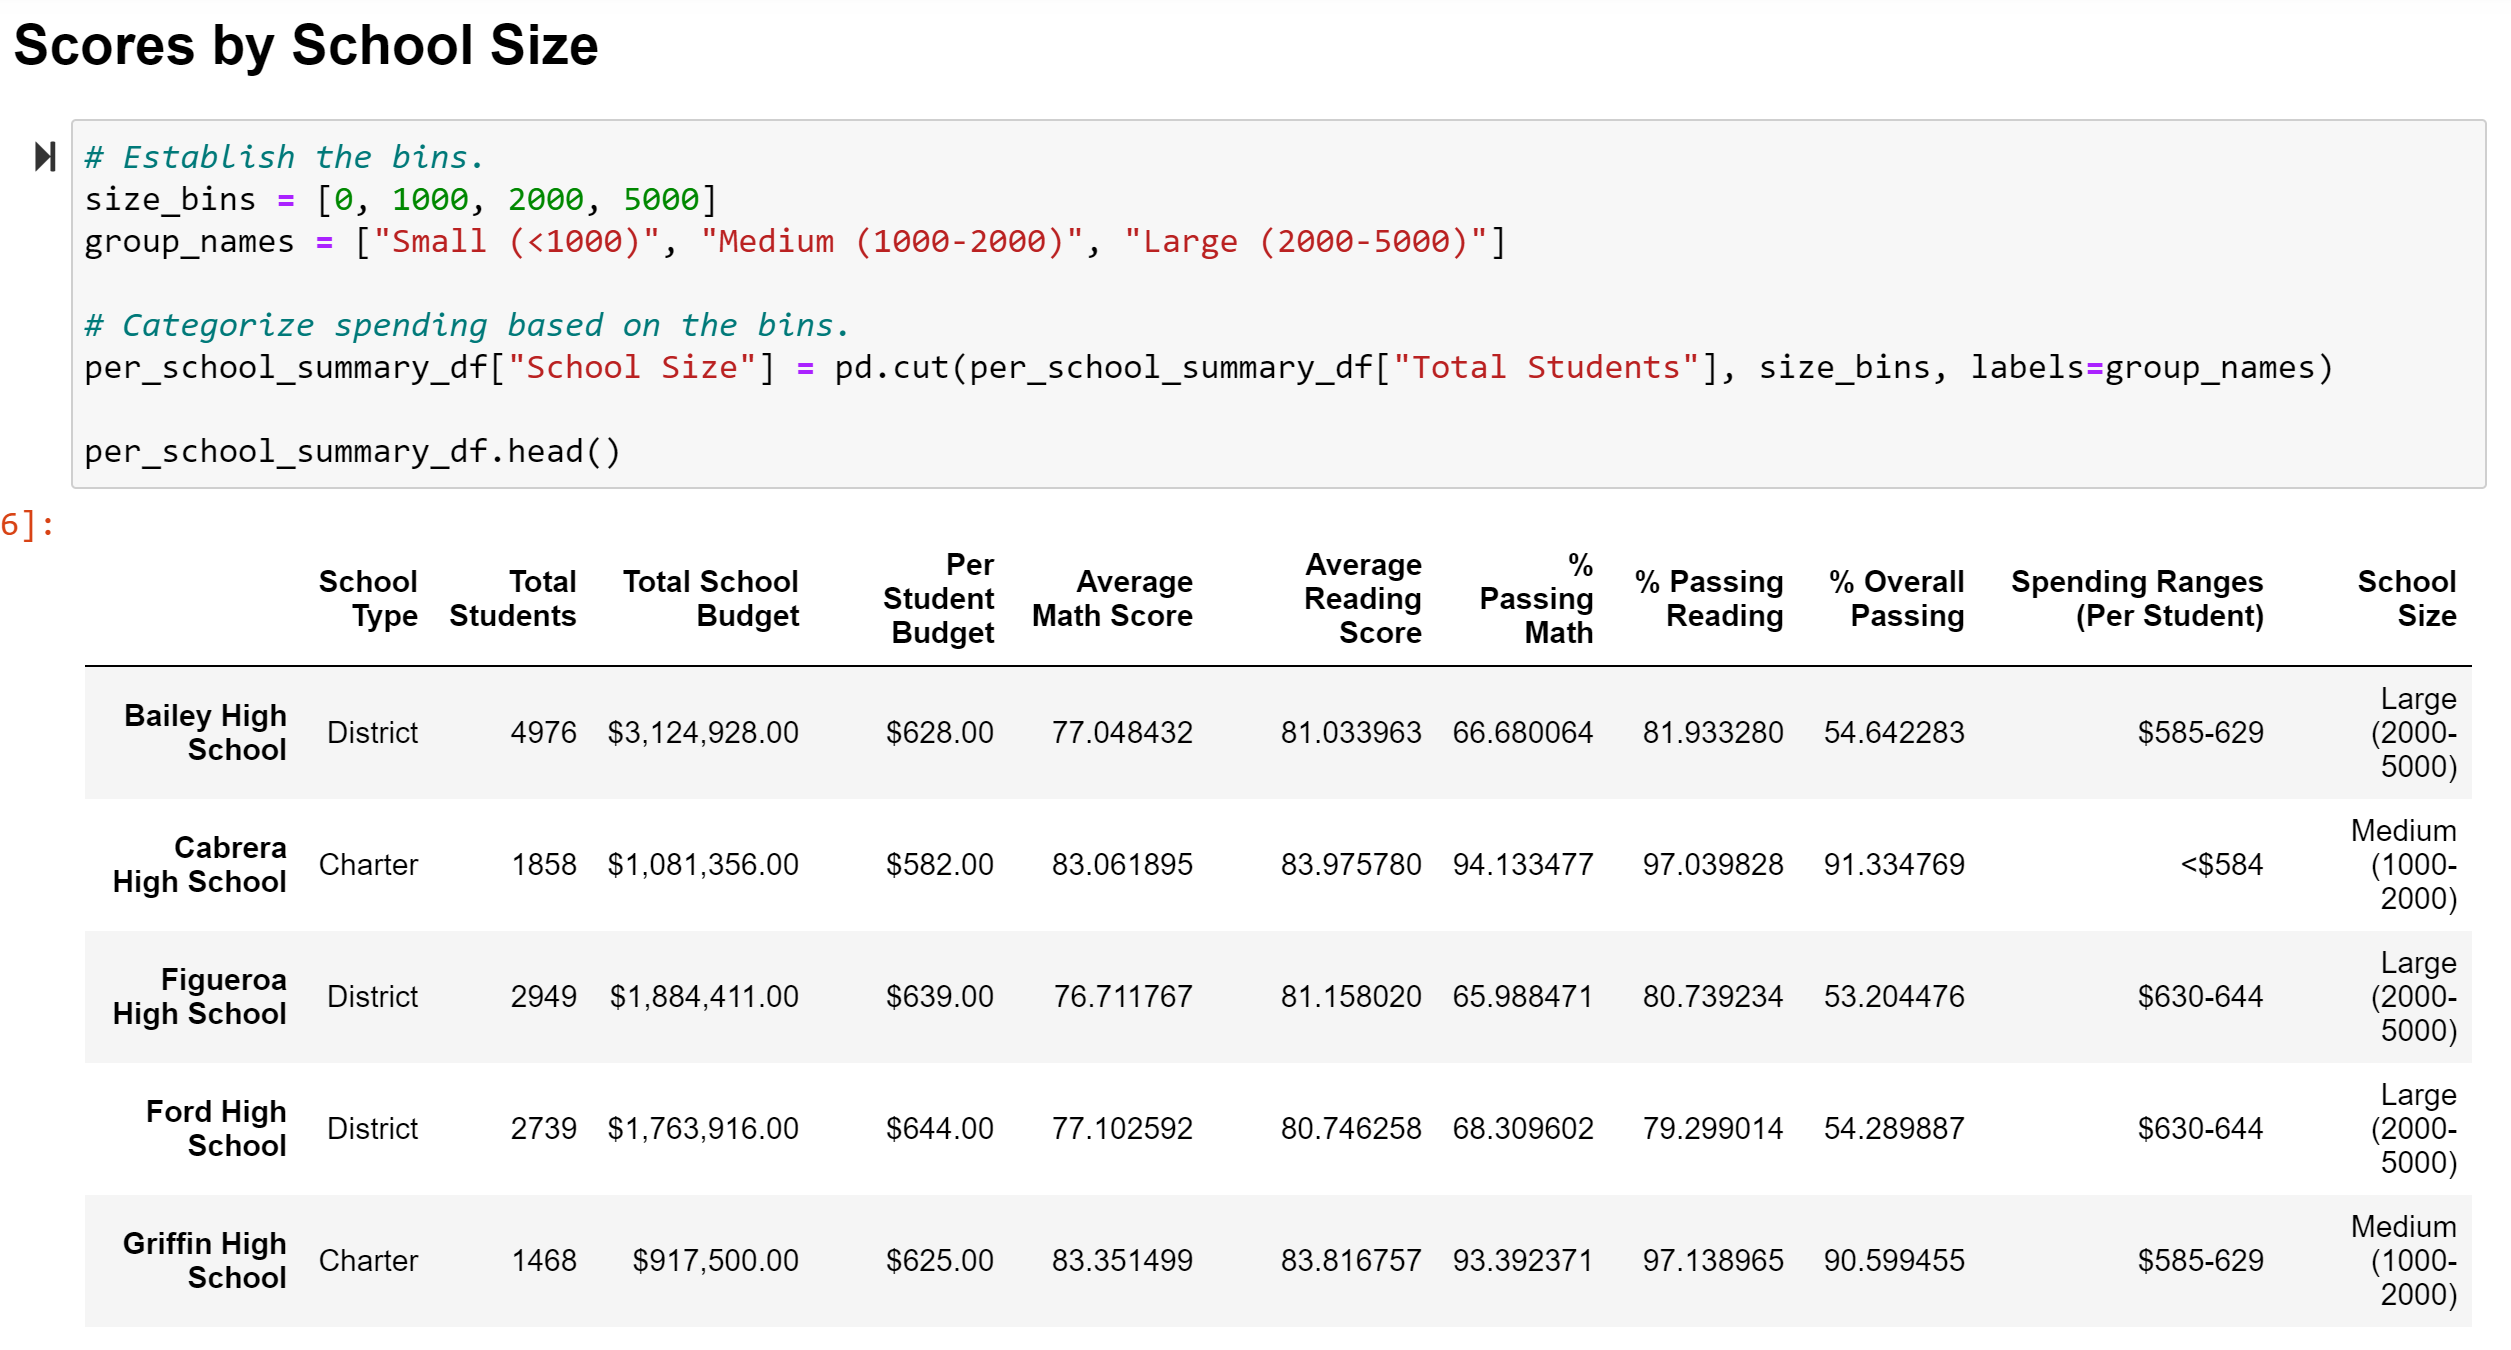 Scores by School Size
# Establish the bins.
size_bins = [0, 1000, 2000, 5000]
group_names = ["Small (<1000)", "Medium (1000-2000)", "Large (2000-5000)"]
# Categorize spending based on the bins.
per_school_summary_df["School Size"] = pd.cut(per_school_summary_df["Total Students"], size_bins, labels=group_names)
per_school_summary_df.head()
6]:
School Type Total Students Total School Budget Per Student Budget Average Math Score Average Reading Score % Passing Math % Passing Reading % Overall Passing Spending Ranges (Per Student) School Size
Bailey High School District 4976 $3,124,928.00 $628.00 77.048432 81.033963 66.680064 81.933280 54.642283 $585-629 Large (2000-5000)
Cabrera High School Charter 1858 $1,081,356.00 $582.00 83.061895 83.975780 94.133477 97.039828 91.334769 <$584 Medium (1000-2000)
Figueroa High School District 2949 $1,884,411.00 $639.00 76.711767 81.158020 65.988471 80.739234 53.204476 $630-644 Large (2000-5000)
Ford High School District 2739 $1,763,916.00 $644.00 77.102592 80.746258 68.309602 79.299014 54.289887 $630-644 Large (2000-5000)
Griffin High School Charter 1468 $917,500.00 $625.00 83.351499 83.816757 93.392371 97.138965 90.599455 $585-629 Medium (1000-2000)